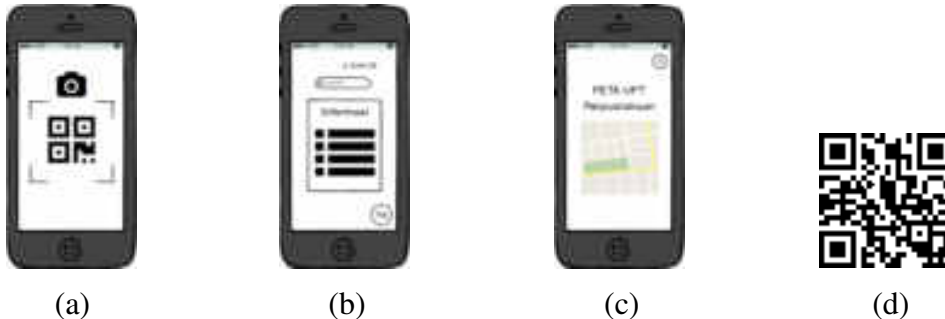 Informasi
PETA UPT
Perpustakaan
(a)
(b)
(c)
(d)